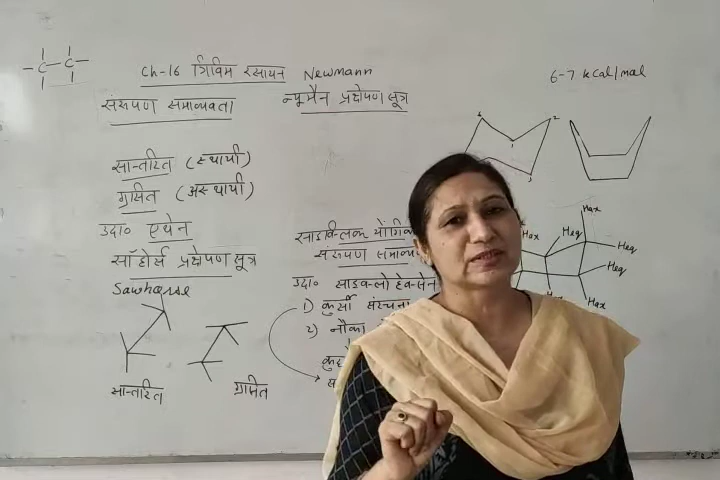 Ch-16 त्रिविम रसायन
संरूपण समावयवता
सान्तरित (स्थायी)
ग्रसित (अस्थायी)
उदा० एथेन
सॉहोर्स प्रक्षेपण सूत्र
Sawhorse
सान्तरित ग्रसित
Newmann
न्यूमैन प्रक्षेपण सूत्र
6-7 kcal/mol
साइक्लिक
संरूपण
उदा० साइक्लो हेक्सेन
1) कुर्सी संरचना
2) नौका
Hax
Heq
Hax
Heq
Heq
Hax
C - C